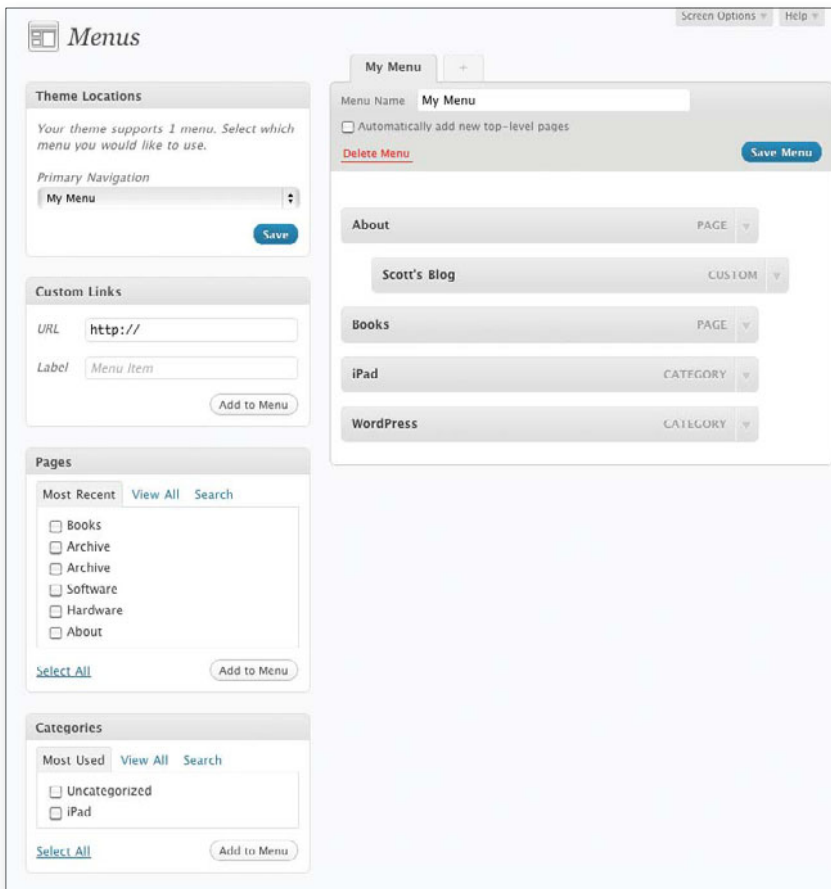 Screen Options Help
Menus
Theme Locations
Your theme supports 1 menu. Select which
menu you would like to use.
Primary Navigation
My Menu
Save
Custom Links
URL http://
Label Menu Item
Add to Menu
Pages
Most Recent View All Search
Books
Archive
Archive
Software
Hardware
About
Select All Add to Menu
Categories
Most Used View All Search
Uncategorized
iPad
Select All Add to Menu
My Menu +
Menu Name My Menu
Automatically add new top-level pages
Delete Menu Save Menu
About PAGE
Scott's Blog CUSTOM
Books PAGE
iPad CATEGORY
WordPress CATEGORY